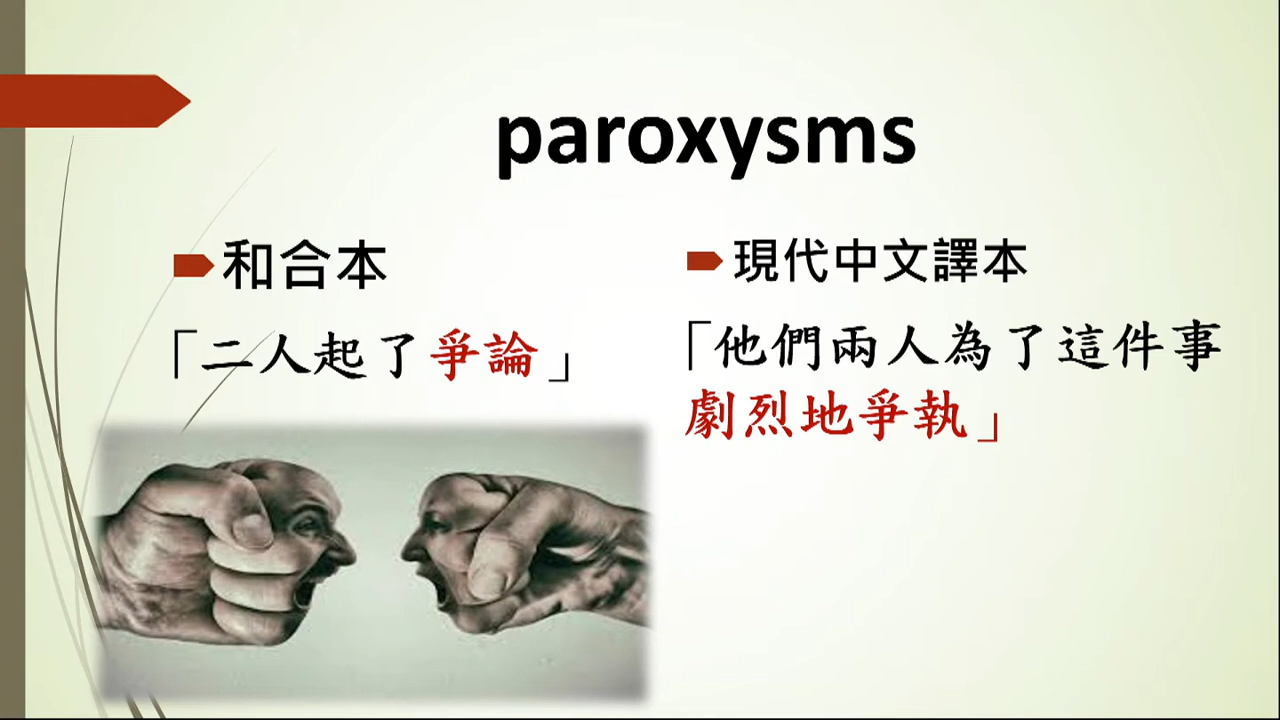 paroxysms
和合本
「二人起了爭論」
現代中文譯本
「他們兩人為了這件事
劇烈地爭執」